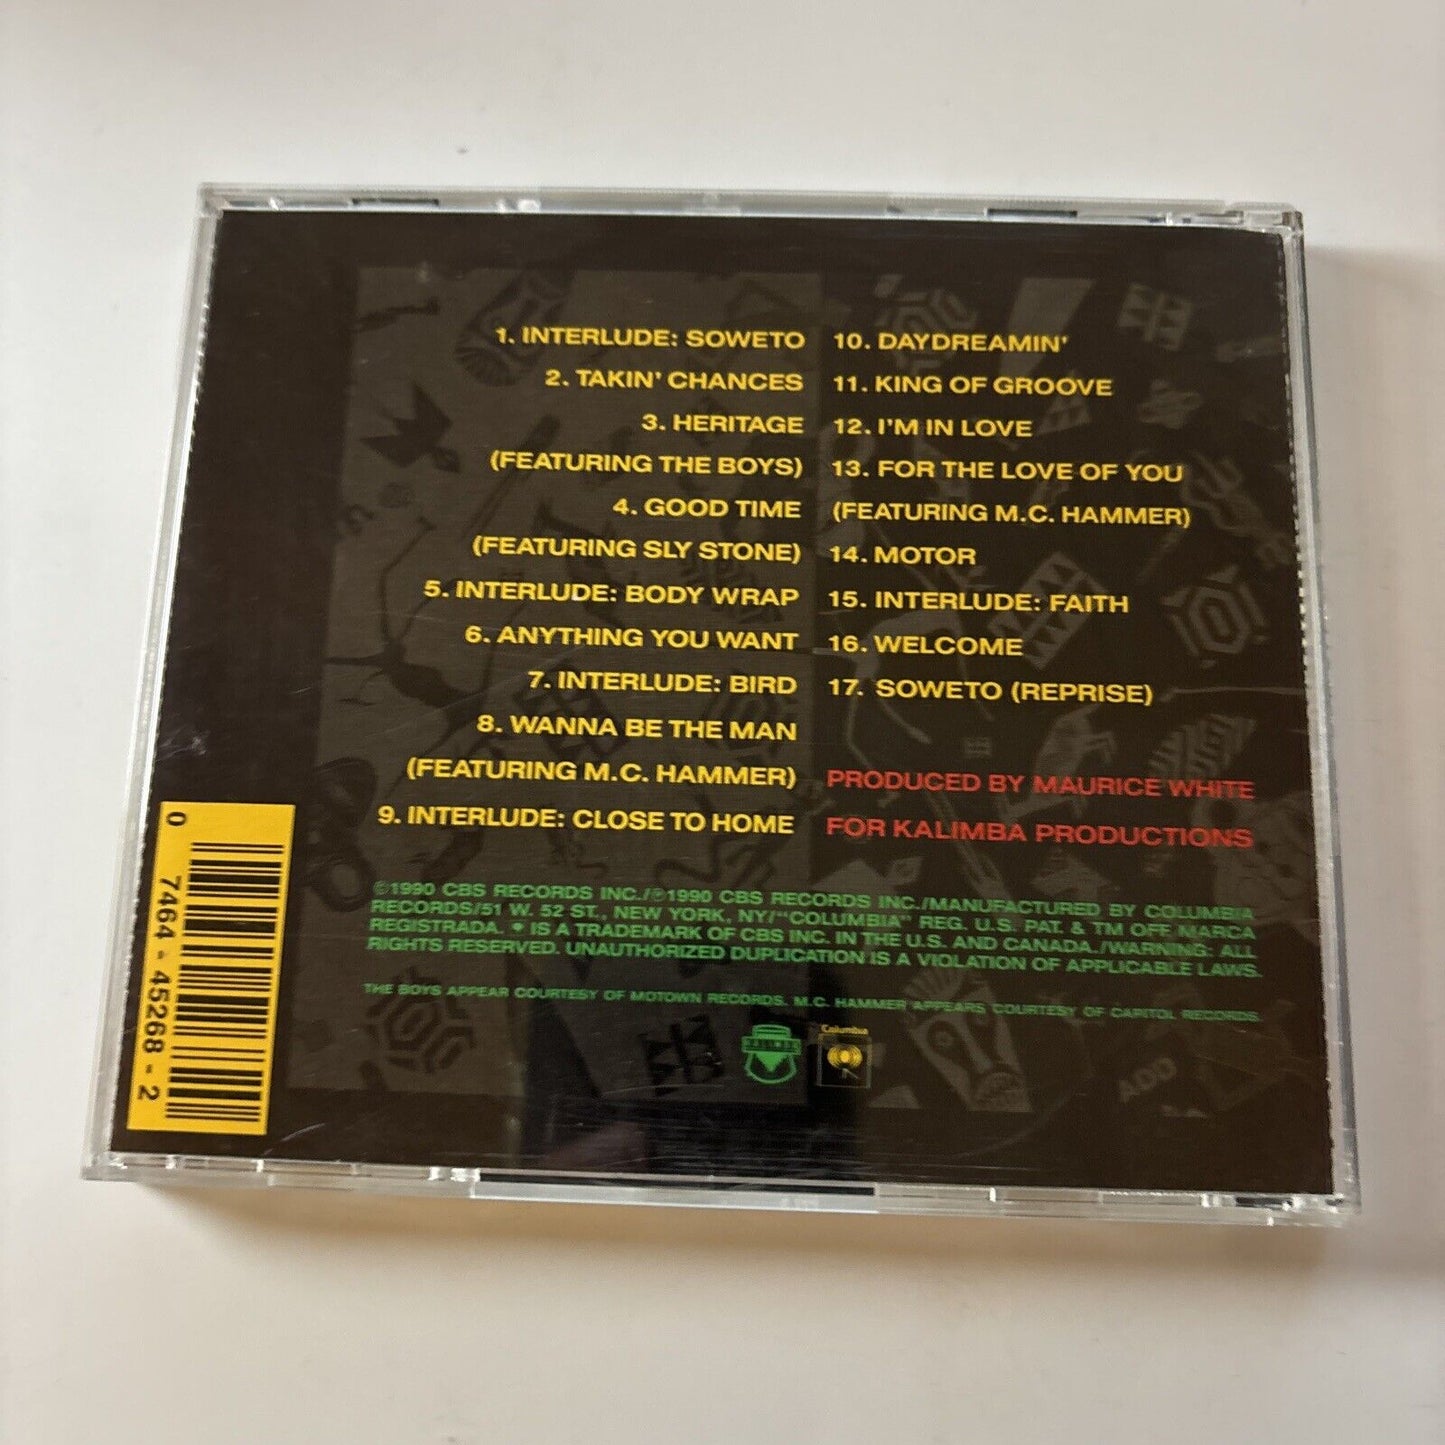 1. INTERLUDE: SOWETO
2. TAKIN' CHANCES
3. HERITAGE
(FEATURING THE BOYS)
4. GOOD TIME
(FEATURING SLY STONE)
5. INTERLUDE: BODY WRAP
6. ANYTHING YOU WANT
7. INTERLUDE: BIRD
8. WANNA BE THE MAN
(FEATURING M.C. HAMMER)
9. INTERLUDE: CLOSE TO HOME
10. DAYDREAMIN'
11. KING OF GROOVE
12. I'M IN LOVE
13. FOR THE LOVE OF YOU
(FEATURING M.C. HAMMER)
14. MOTOR
15. INTERLUDE: FAITH
16. WELCOME
17. SOWETO (REPRISE)
PRODUCED BY MAURICE WHITE
FOR KALIMBA PRODUCTIONS
©1990 CBS RECORDS INC./℗1990 CBS RECORDS INC./MANUFACTURED BY COLUMBIA
RECORDS/51 W. 52 ST., NEW YORK, NY/"COLUMBIA" REG. U.S. PAT. & TM OFF. MARCA
REGISTRADA. IS A TRADEMARK OF CBS INC. IN THE U.S. AND CANADA./WARNING: ALL
RIGHTS RESERVED. UNAUTHORIZED DUPLICATION IS A VIOLATION OF APPLICABLE LAWS.
THE BOYS APPEAR COURTESY OF MOTOWN RECORDS. M.C. HAMMER APPEARS COURTESY OF CAPITOL RECORDS.
KALIMBA
Columbia
0 7464-45268-2